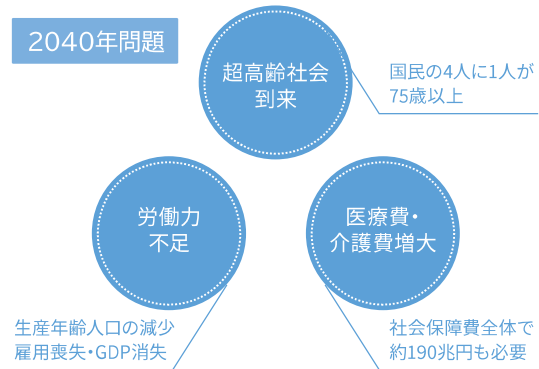 2040年問題
超高齢社会
到来
国民の4人に1人が
75歳以上
労働力
不足
医療費・
介護費増大
生産年齢人口の減少
雇用喪失・GDP消失
社会保障費全体で
約190兆円も必要